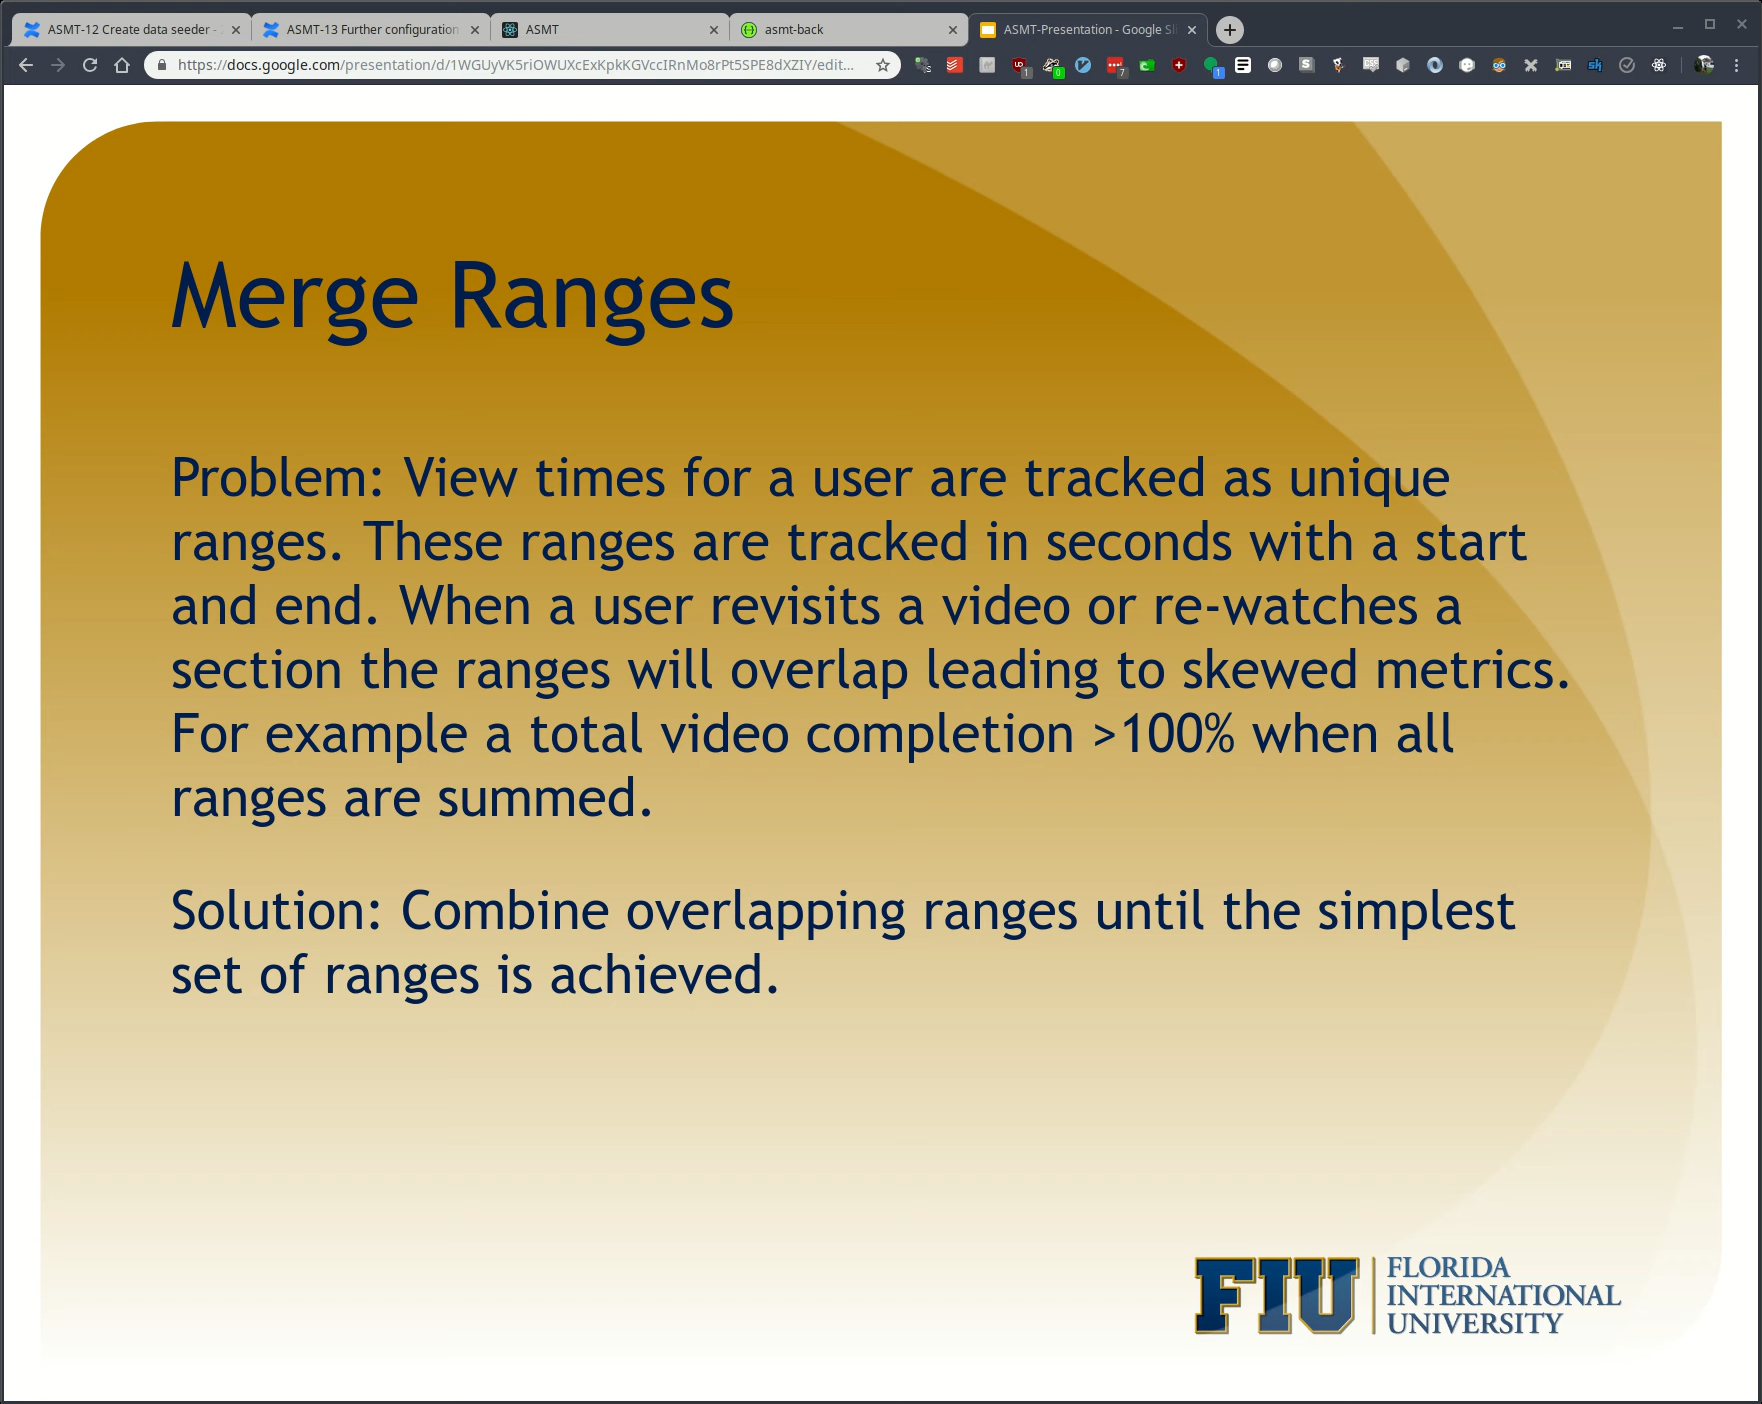 ASMT-12 Create data seeder -
ASMT-13 Further configuration
ASMT
asmt-back
ASMT-Presentation - Google Sl
https://docs.google.com/presentation/d/1WGUyVK5riOWUXcExKpkKGVccIRnMo8rPt5SPE8dXZIY/edit...
Merge Ranges
Problem: View times for a user are tracked as unique
ranges. These ranges are tracked in seconds with a start
and end. When a user revisits a video or re-watches a
section the ranges will overlap leading to skewed metrics.
For example a total video completion >100% when all
ranges are summed.
Solution: Combine overlapping ranges until the simplest
set of ranges is achieved.
FIU
FLORIDA
INTERNATIONAL
UNIVERSITY